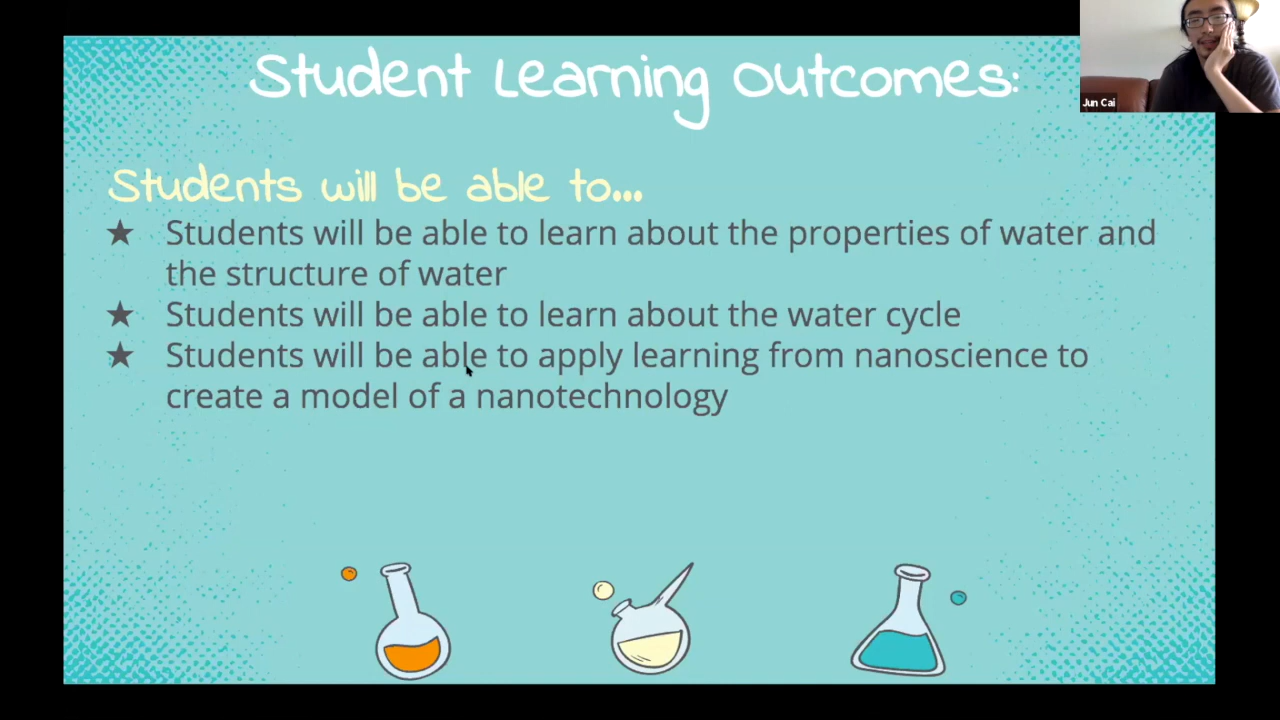 Student Learning Outcomes:
Jun Cai
Students will be able to...
★ Students will be able to learn about the properties of water and
the structure of water
★ Students will be able to learn about the water cycle
★ Students will be able to apply learning from nanoscience to
create a model of a nanotechnology